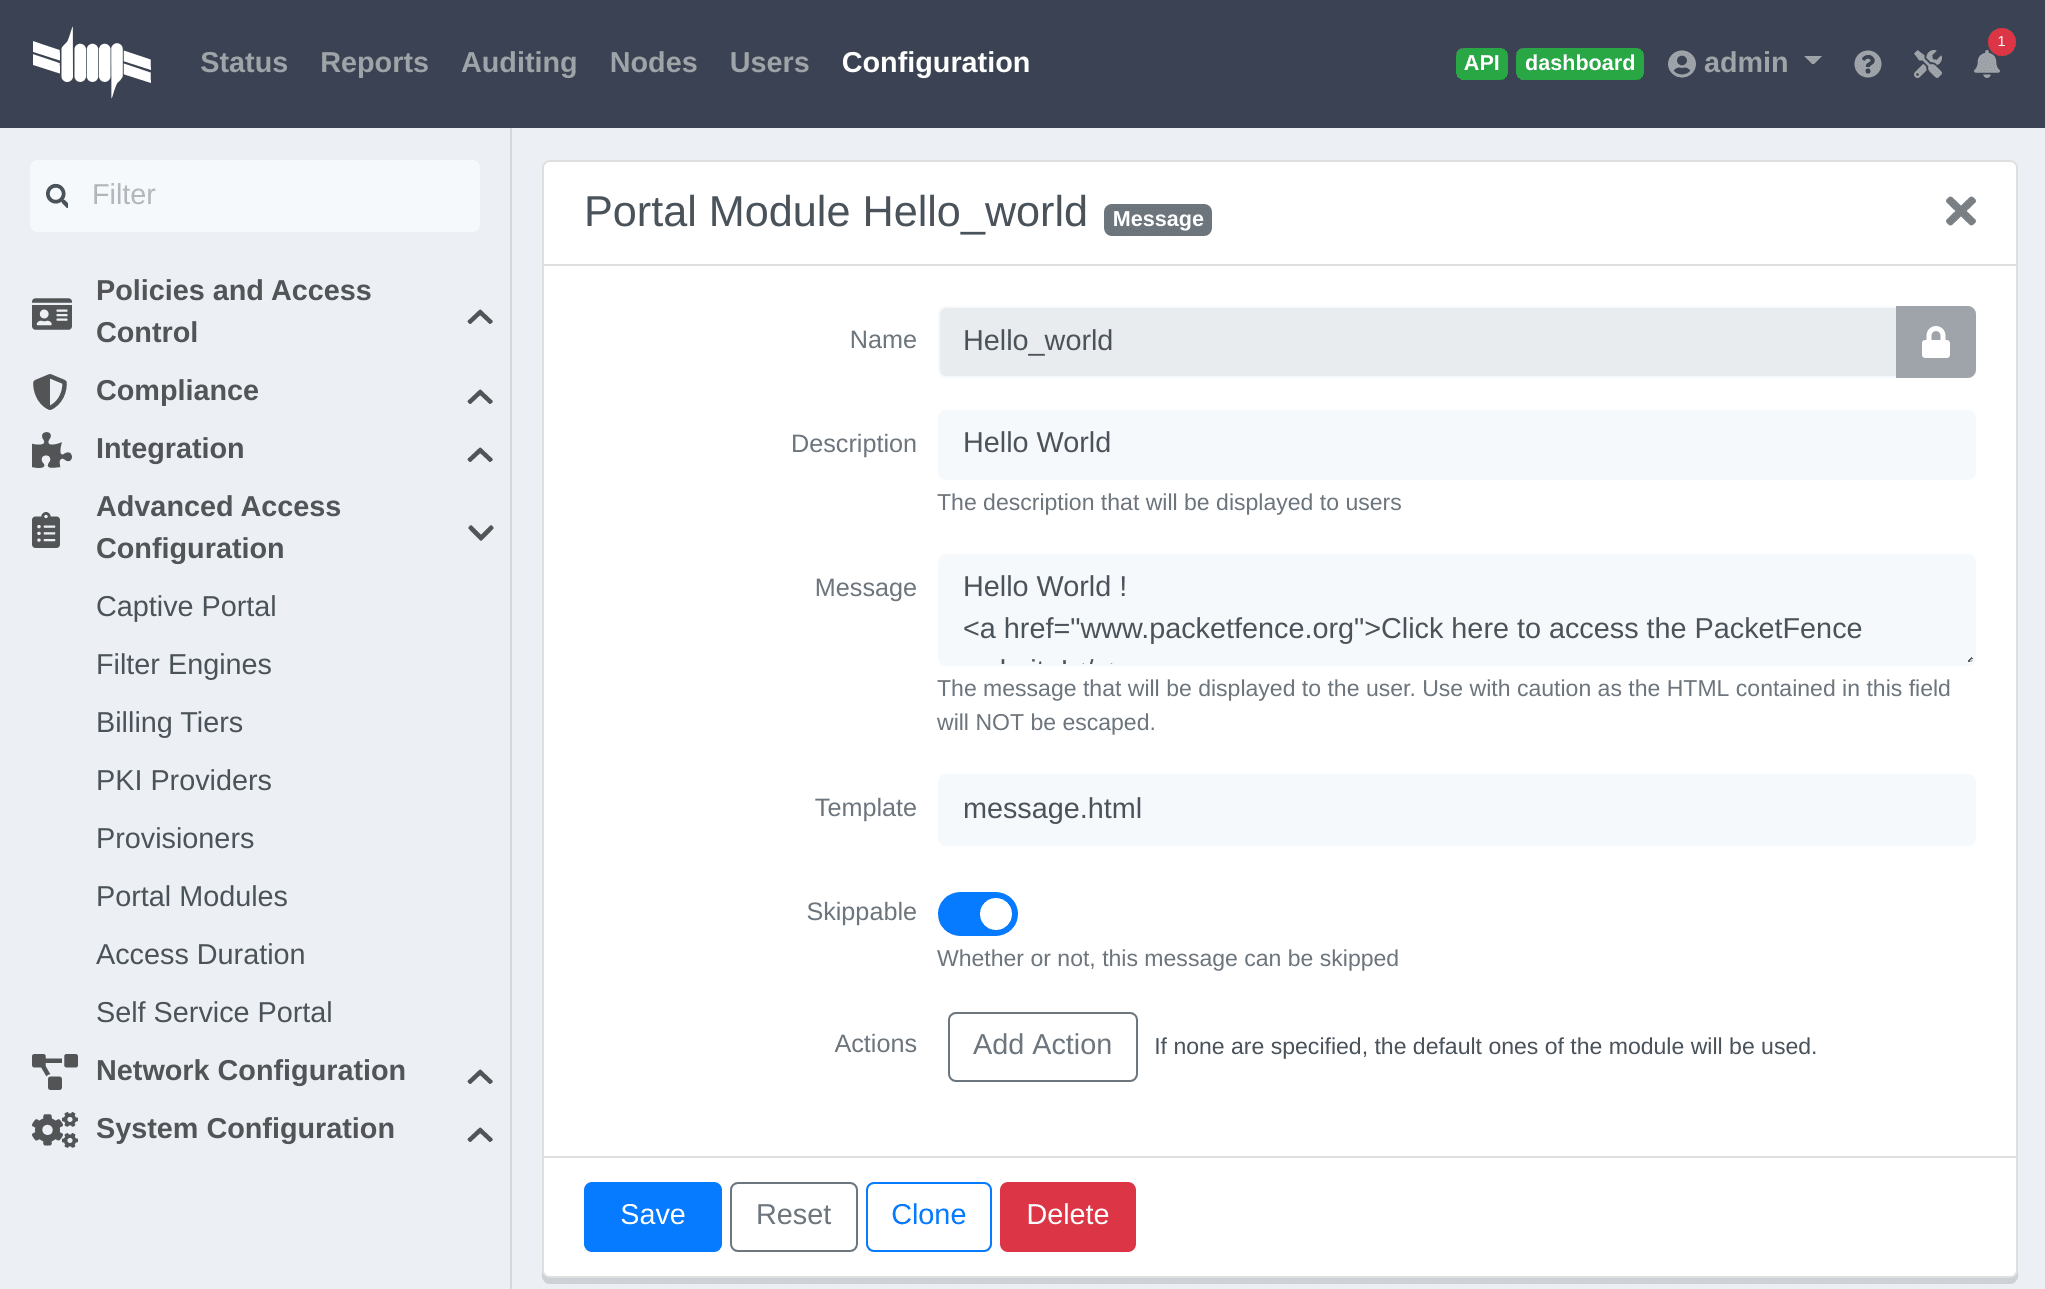 Status Reports Auditing Nodes Users Configuration API dashboard admin 1
Filter
Policies and Access
Control
Compliance
Integration
Advanced Access
Configuration
Captive Portal
Filter Engines
Billing Tiers
PKI Providers
Provisioners
Portal Modules
Access Duration
Self Service Portal
Network Configuration
System Configuration
Portal Module Hello_world Message
Name Hello_world
Description Hello World
The description that will be displayed to users
Message Hello World !
<a href="www.packetfence.org">Click here to access the PacketFence
The message that will be displayed to the user. Use with caution as the HTML contained in this field
will NOT be escaped.
Template message.html
Skippable
Whether or not, this message can be skipped
Actions Add Action If none are specified, the default ones of the module will be used.
Save Reset Clone Delete